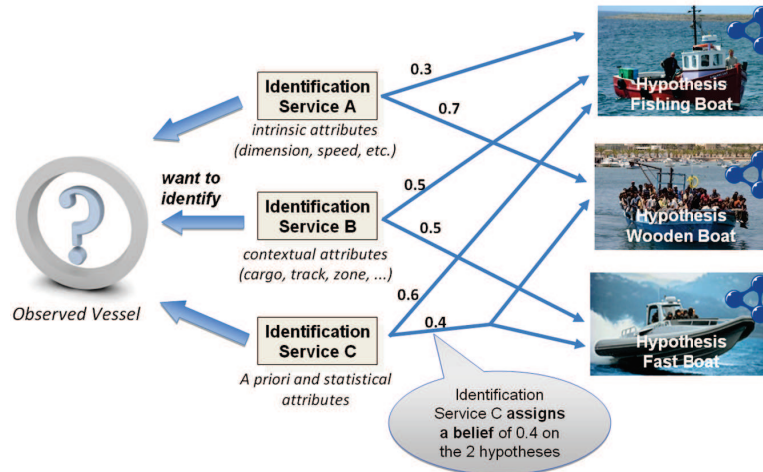 0.3
Identification
Service A
0.7
Hypothesis
Fishing Boat
intrinsic attributes
(dimension, speed, etc.)
want to
identify
0.5
Identification
Service B
0.5
Hypothesis
Wooden Boat
contextual attributes
(cargo, track, zone, ...)
Observed Vessel
0.6
Identification
Service C
0.4
Hypothesis
Fast Boat
A priori and statistical
attributes
Identification
Service C assigns
a belief of 0.4 on
the 2 hypotheses